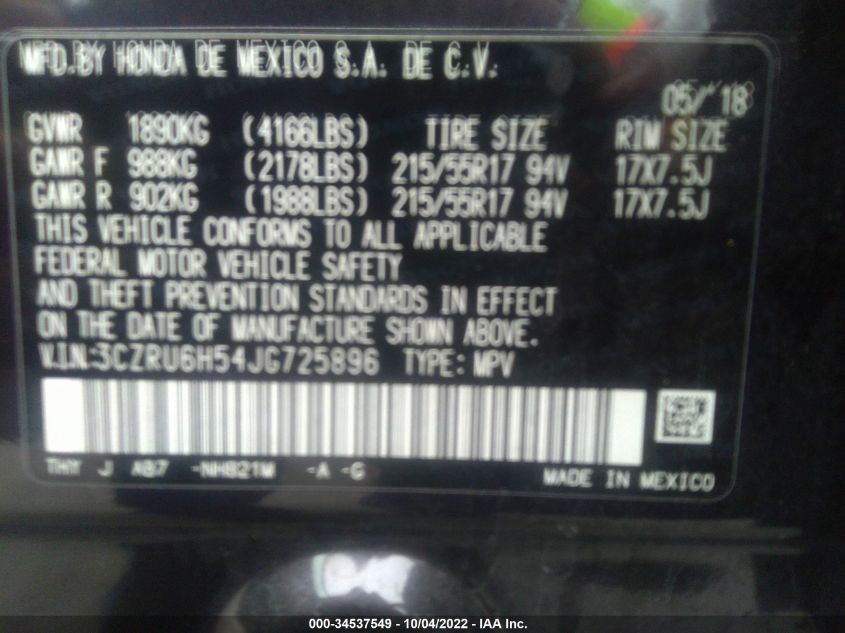 MFD.BY HONDA DE MEXICO S.A. DE C.V.
05/'18
GVWR 1890KG (4166LBS) TIRE SIZE RIM SIZE
GAWR F 988KG (2178LBS) 215/55R17 94V 17X7.5J
GAWR R 902KG (1988LBS) 215/55R17 94V 17X7.5J
THIS VEHICLE CONFORMS TO ALL APPLICABLE
FEDERAL MOTOR VEHICLE SAFETY
AND THEFT PREVENTION STANDARDS IN EFFECT
ON THE DATE OF MANUFACTURE SHOWN ABOVE.
V.I.N:3CZRU6H54JG725896 TYPE: MPV
THY J AB7 -NH821M -A -G MADE IN MEXICO
000-34537549 - 10/04/2022 - IAA Inc.